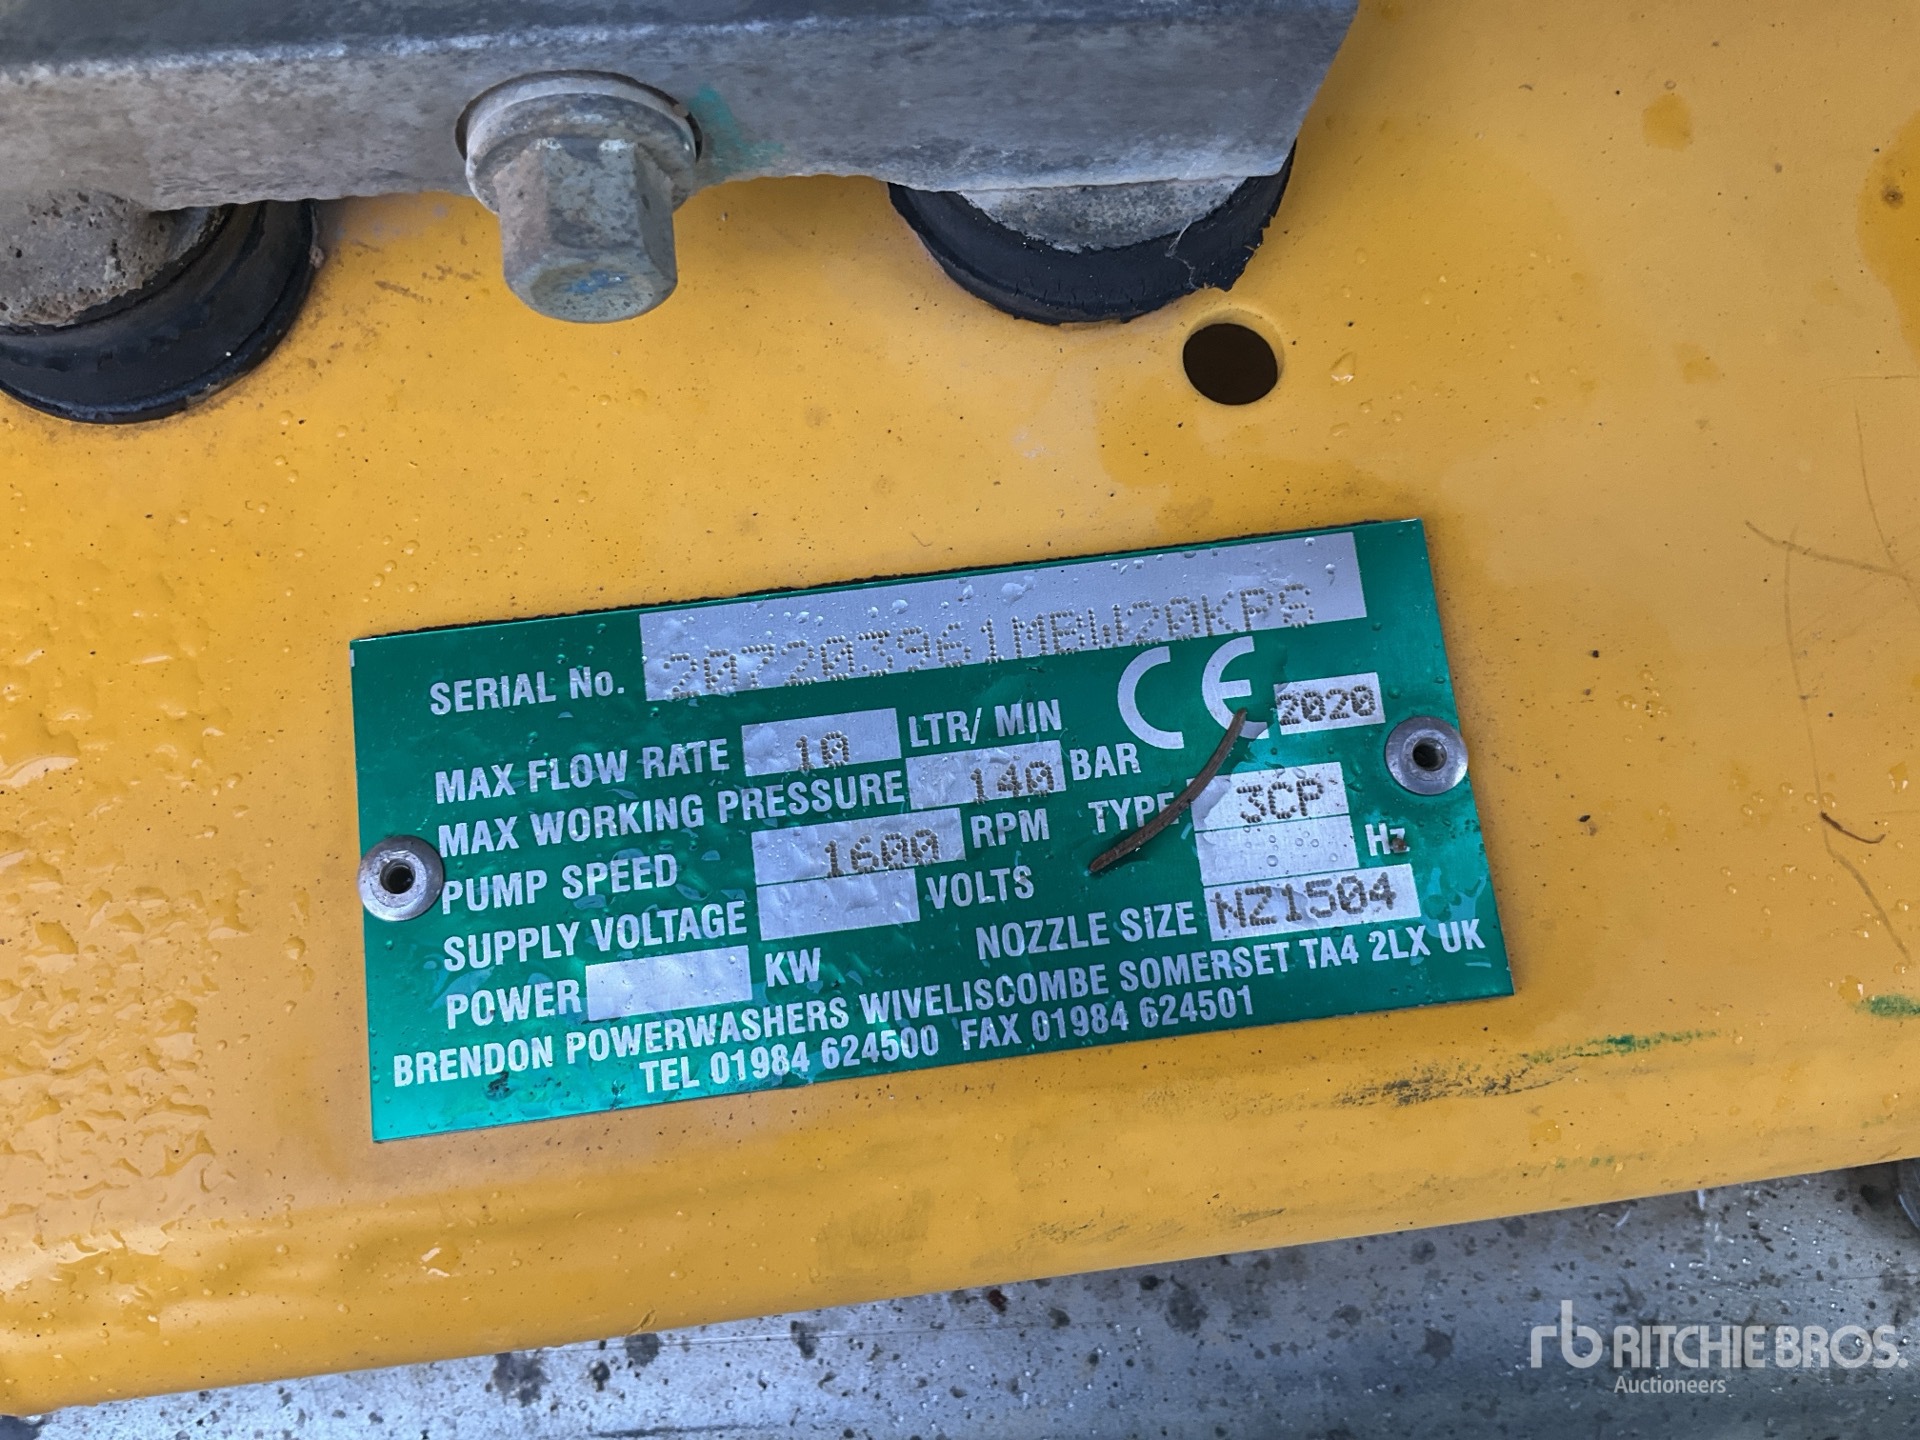 SERIAL No. 207203961MBW20KPS
MAX FLOW RATE 10 LTR/ MIN CE 2020
MAX WORKING PRESSURE 140 BAR
PUMP SPEED 1600 RPM TYPE 3CP
SUPPLY VOLTAGE VOLTS Hz
POWER KW NOZZLE SIZE NZ1504
BRENDON POWERWASHERS WIVELISCOMBE SOMERSET TA4 2LX UK
TEL 01984 624500 FAX 01984 624501
rb RITCHIE BROS.
Auctioneers